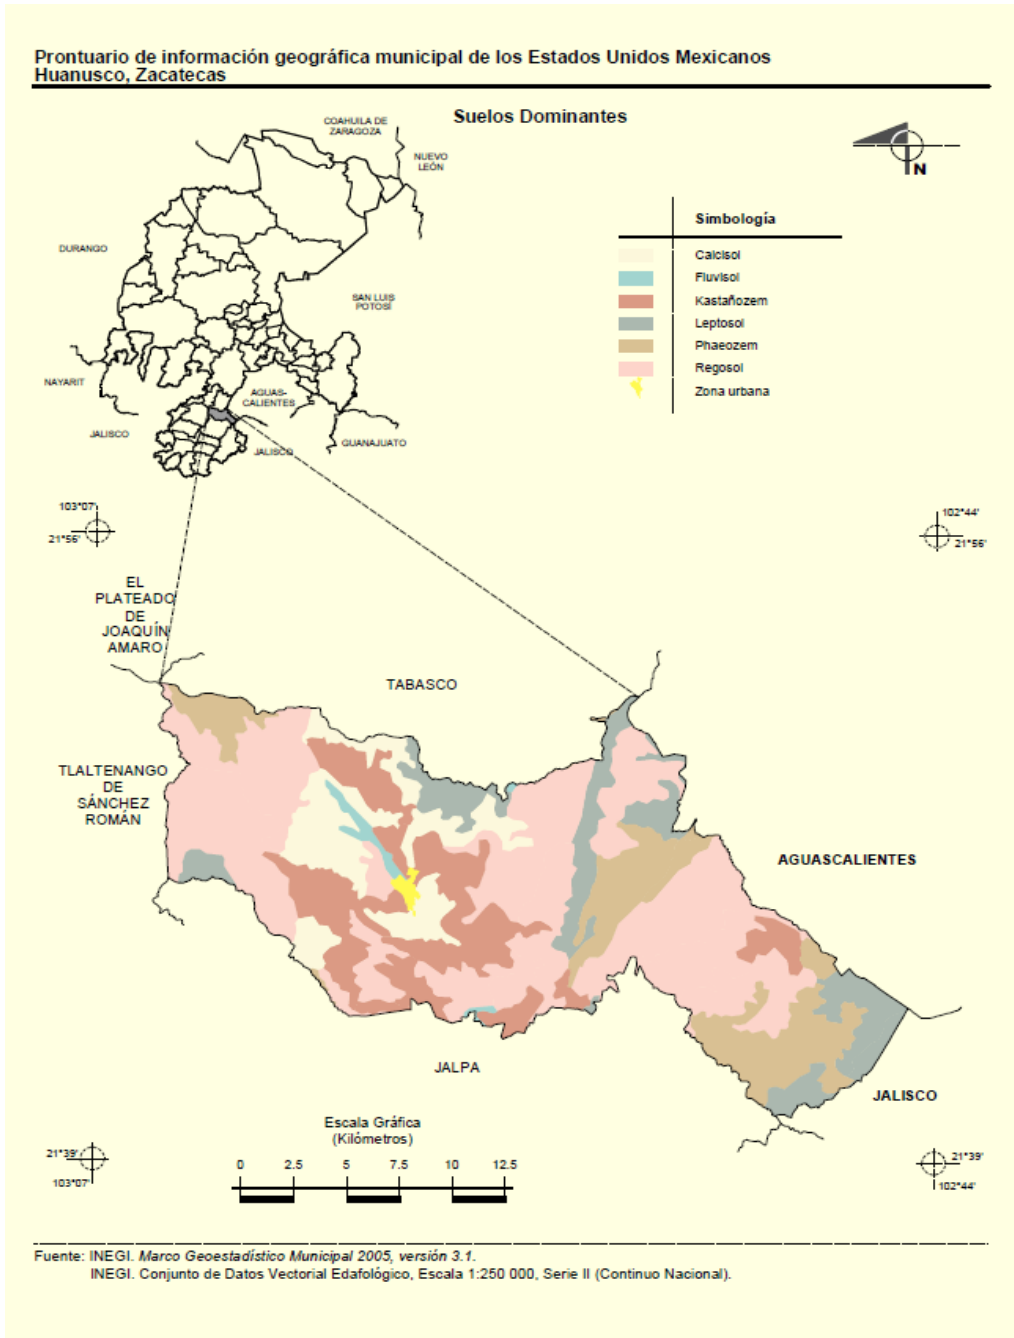 Prontuario de información geográfica municipal de los Estados Unidos Mexicanos
Huanusco, Zacatecas
Suelos Dominantes
COAHUILA DE
ZARAGOZA
NUEVO
LEÓN
DURANGO
SAN LUIS
POTOSÍ
NAYARIT
AGUAS-
CALIENTES
JALISCO
JALISCO
GUANAJUATO
N
Simbología
Calcisol
Fluvisol
Kastañozem
Leptosol
Phaeozem
Regosol
Zona urbana
103°07'
21°56'
102°44'
21°56'
EL
PLATEADO
DE
JOAQUÍN
AMARO
TABASCO
TLALTENANGO
DE
SÁNCHEZ
ROMÁN
AGUASCALIENTES
JALPA
JALISCO
Escala Gráfica
(Kilómetros)
0 2.5 5 7.5 10 12.5
21°39'
103°07'
21°39'
102°44'
Fuente: INEGI. Marco Geoestadístico Municipal 2005, versión 3.1.
INEGI. Conjunto de Datos Vectorial Edafológico, Escala 1:250 000, Serie II (Continuo Nacional).